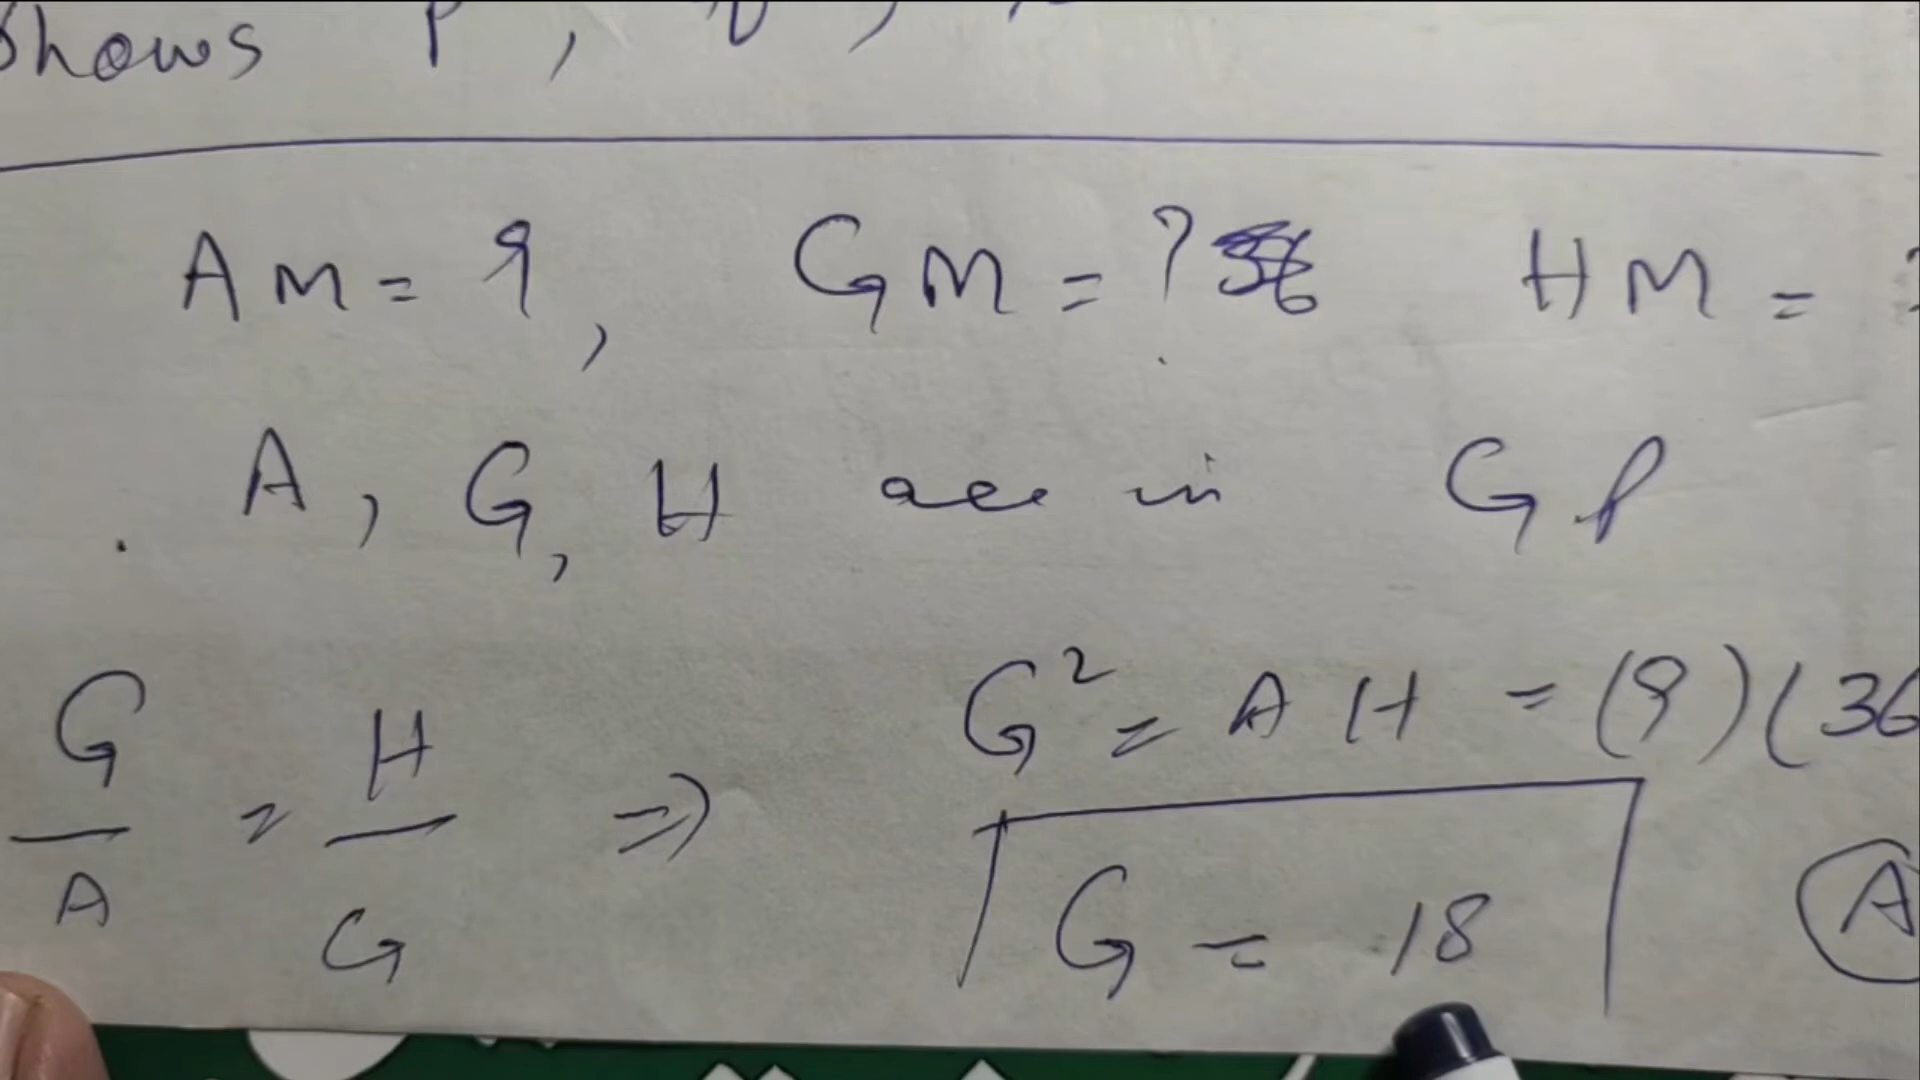 shows P ,
AM = 9, GM = ? HM =
A, G, H are in GP
G/A = H/G => G² = AH = (9)(36
G = 18 A